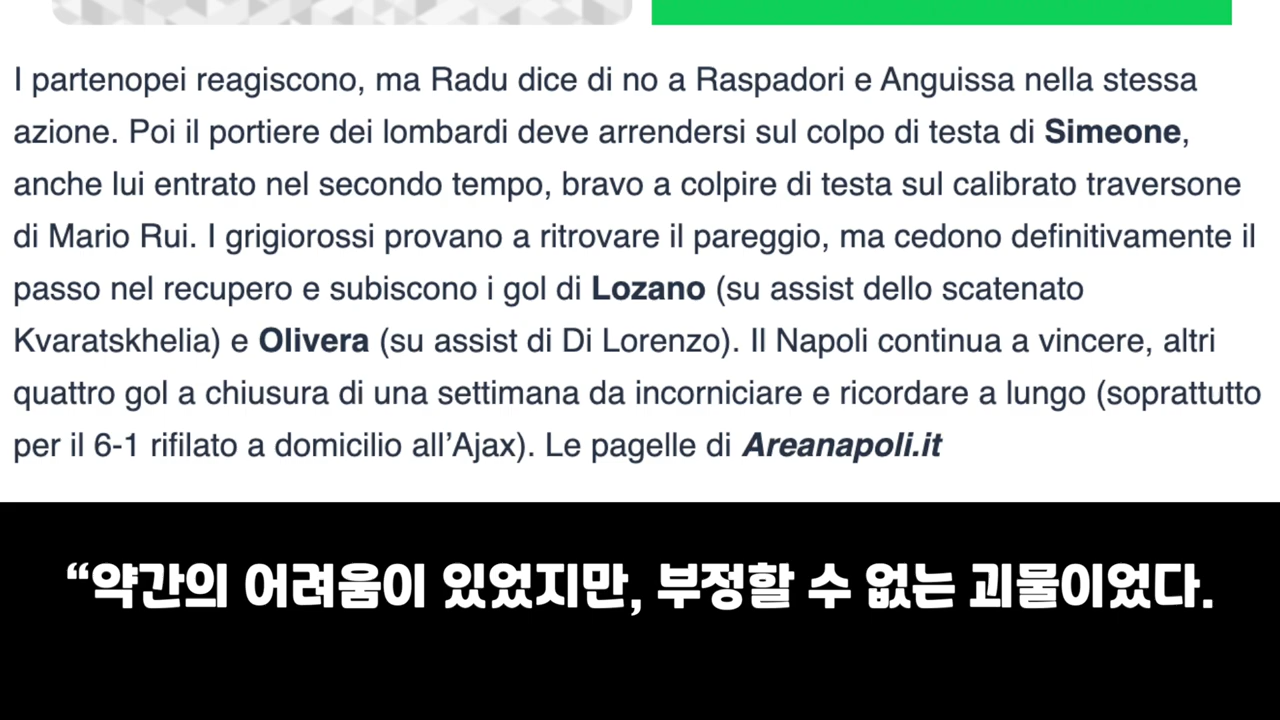 I partenopei reagiscono, ma Radu dice di no a Raspadori e Anguissa nella stessa
azione. Poi il portiere dei lombardi deve arrendersi sul colpo di testa di Simeone,
anche lui entrato nel secondo tempo, bravo a colpire di testa sul calibrato traversone
di Mario Rui. I grigiorossi provano a ritrovare il pareggio, ma cedono definitivamente il
passo nel recupero e subiscono i gol di Lozano (su assist dello scatenato
Kvaratskhelia) e Olivera (su assist di Di Lorenzo). Il Napoli continua a vincere, altri
quattro gol a chiusura di una settimana da incorniciare e ricordare a lungo (soprattutto
per il 6-1 rifilato a domicilio all’Ajax). Le pagelle di Areanapoli.it
“약간의 어려움이 있었지만, 부정할 수 없는 괴물이었다.